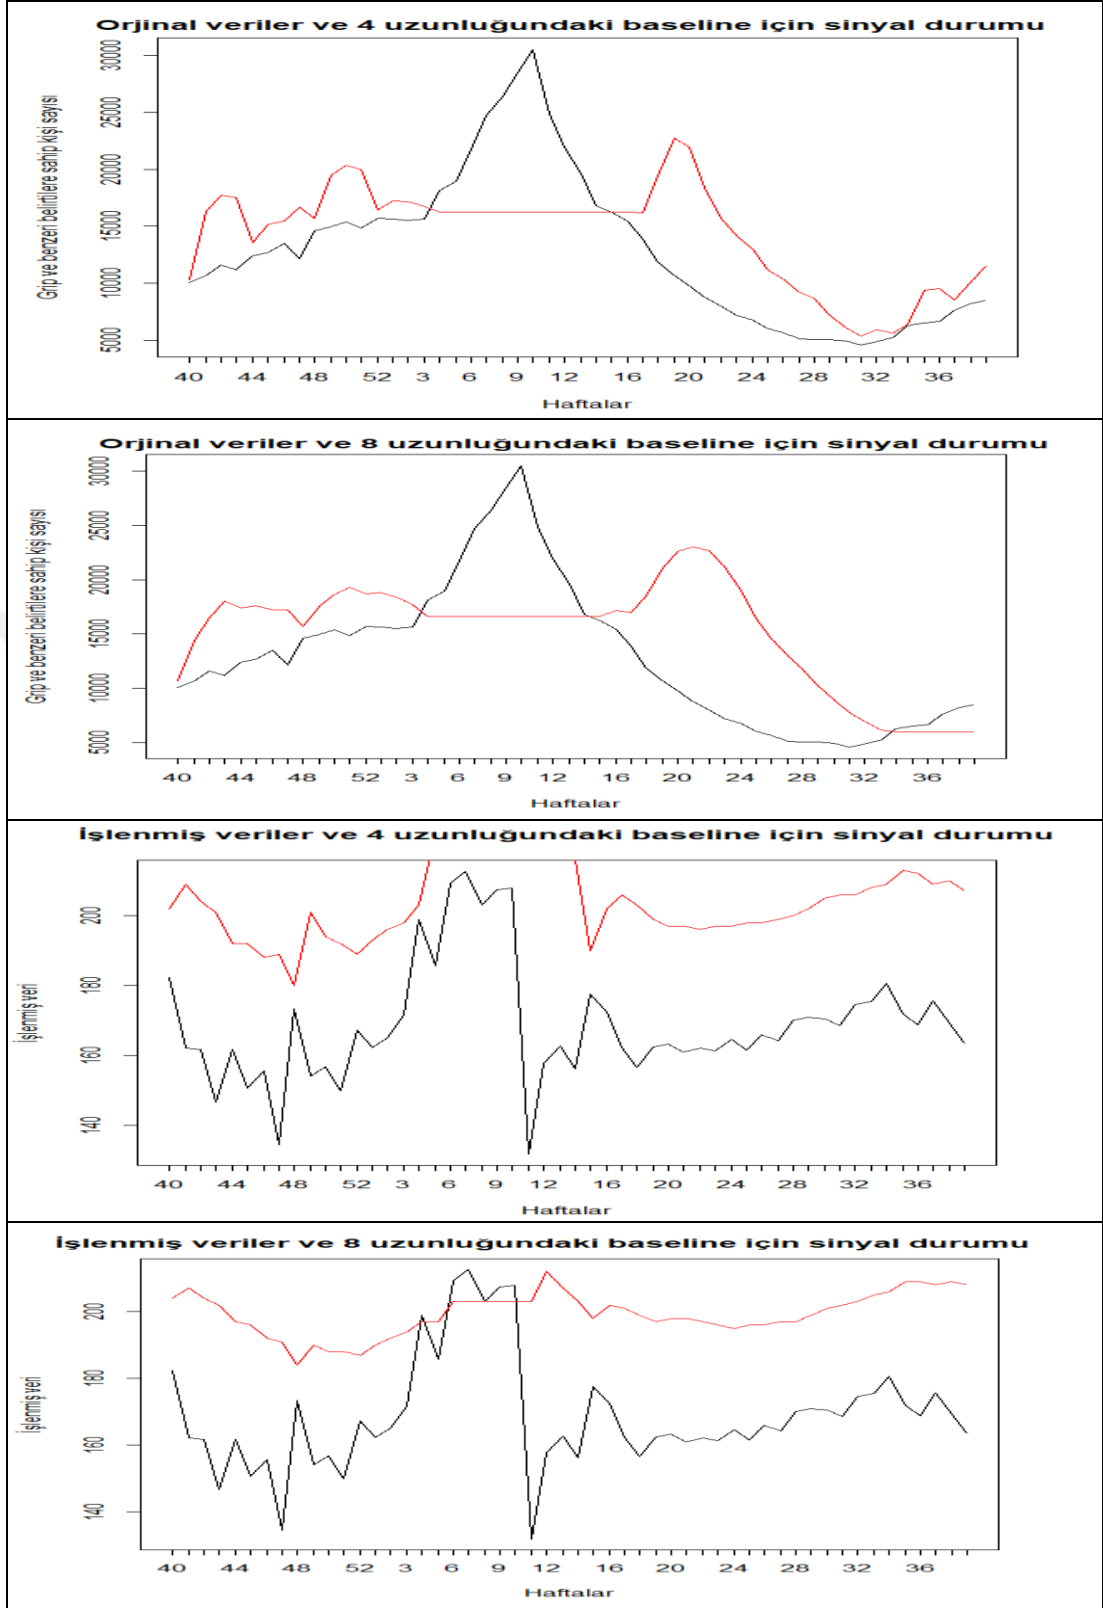 Orjinal veriler ve 4 uzunluğundaki baseline için sinyal durumu
Grip ve benzeri belirtilere sahip kişi sayısı
30000
25000
20000
15000
10000
5000
40 44 48 52 3 6 9 12 16 20 24 28 32 36
Haftalar
Orjinal veriler ve 8 uzunluğundaki baseline için sinyal durumu
Grip ve benzeri belirtilere sahip kişi sayısı
30000
25000
20000
15000
10000
5000
40 44 48 52 3 6 9 12 16 20 24 28 32 36
Haftalar
İşlenmiş veriler ve 4 uzunluğundaki baseline için sinyal durumu
İşlenmiş veri
200
180
160
140
40 44 48 52 3 6 9 12 16 20 24 28 32 36
Haftalar
İşlenmiş veriler ve 8 uzunluğundaki baseline için sinyal durumu
İşlenmiş veri
200
180
160
140
40 44 48 52 3 6 9 12 16 20 24 28 32 36
Haftalar